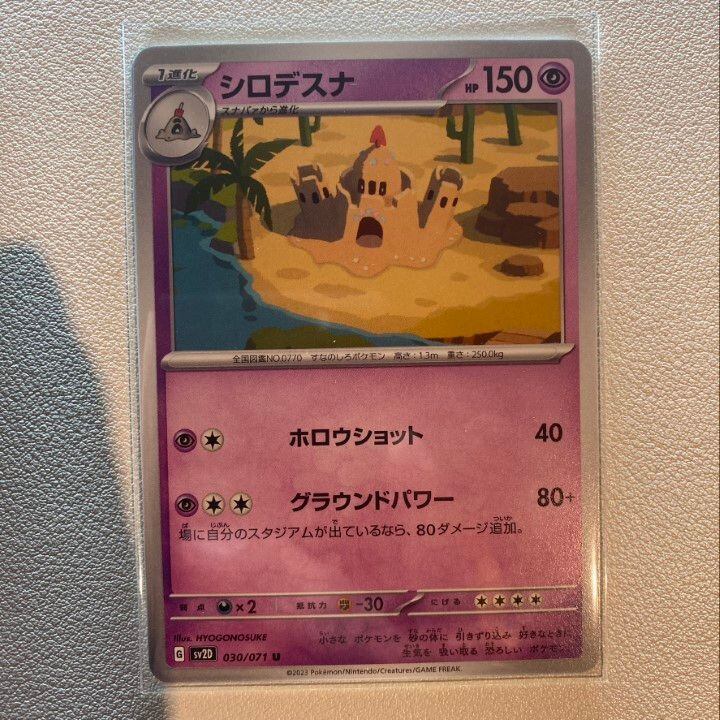 1進化
シロデスナ
HP 150
スナバァから進化
全国図鑑NO.0770 すなのしろポケモン 高さ:1.3m 重さ:250.0kg
ホロウショット 40
グラウンドパワー 80+
場に自分のスタジアムが出ているなら、80ダメージ追加。
弱点 ×2 抵抗力 -30 にげる
Illus. HYOGONOSUKE
小さな ポケモンを 砂の体に 引きずり込み 好きなときに
生気を 吸い取る 恐ろしい ポケモン。
G sv2D 030/071 U
©2023 Pokémon/Nintendo/Creatures/GAME FREAK.